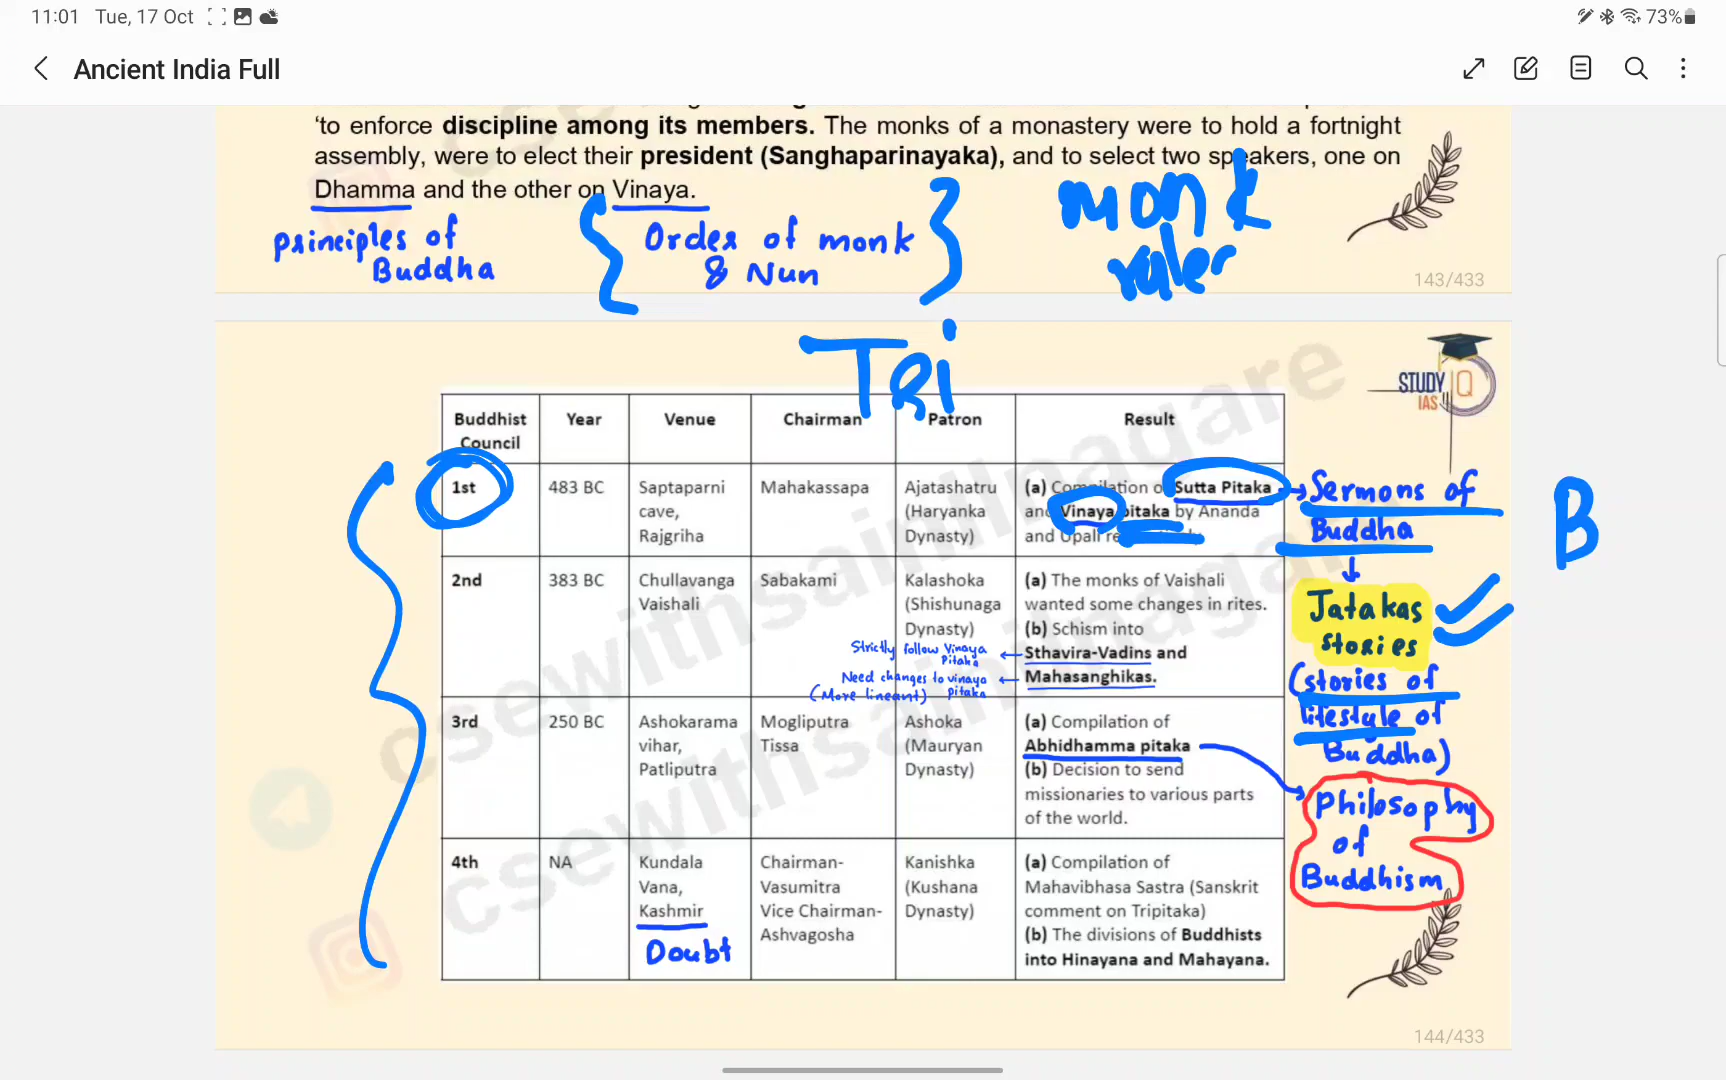 11:01 Tue, 17 Oct
73%
Ancient India Full
'to enforce discipline among its members. The monks of a monastery were to hold a fortnight
assembly, were to elect their president (Sanghaparinayaka), and to select two speakers, one on
Dhamma and the other on Vinaya.
principles of
Buddha
Order of monk
& Nun
monk
ruler
143/433
Tri
STUDY IQ
IAS
Buddhist
Council
Year
Venue
Chairman
Patron
Result
1st
483 BC
Saptaparni
cave,
Rajgriha
Mahakassapa
Ajatashatru
(Haryanka
Dynasty)
(a) Compilation of Sutta Pitaka
and Vinaya pitaka by Ananda
and Upali
Sermons of
Buddha
B
Jatakas
stories
(stories of
lifestyle of
Buddha)
2nd
383 BC
Chullavanga
Vaishali
Sabakami
Kalashoka
(Shishunaga
Dynasty)
(a) The monks of Vaishali
wanted some changes in rites.
(b) Schism into
Sthavira-Vadins and
Mahasanghikas.
Strictly follow Vinaya
Pitaka
Need changes to vinaya
(More lineant) pitaka
3rd
250 BC
Ashokarama
vihar,
Patliputra
Mogliputra
Tissa
Ashoka
(Mauryan
Dynasty)
(a) Compilation of
Abhidhamma pitaka
(b) Decision to send
missionaries to various parts
of the world.
Philosophy
of
Buddhism
4th
NA
Kundala
Vana,
Kashmir
Doubt
Chairman-
Vasumitra
Vice Chairman-
Ashvagosha
Kanishka
(Kushana
Dynasty)
(a) Compilation of
Mahavibhasa Sastra (Sanskrit
comment on Tripitaka)
(b) The divisions of Buddhists
into Hinayana and Mahayana.
csewithsainilnagare
csewithsainilnagare
144/433